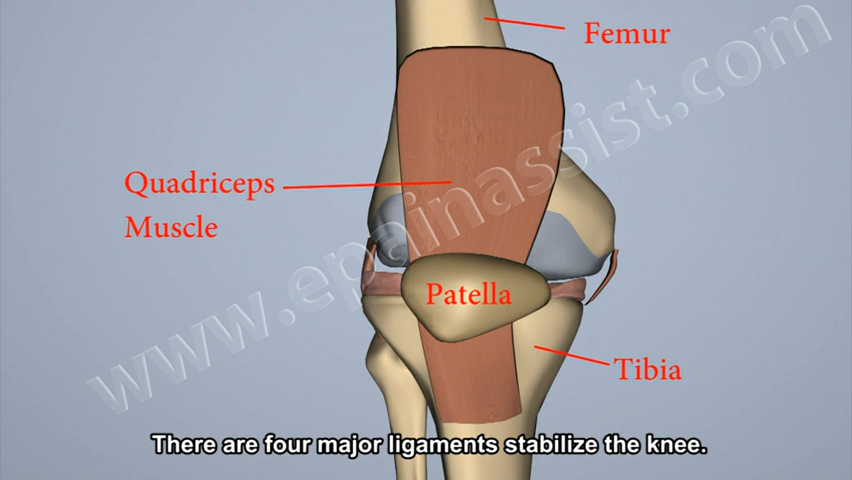 Femur
Quadriceps
Muscle
www.epainassist.com
Patella
Tibia
There are four major ligaments stabilize the knee.